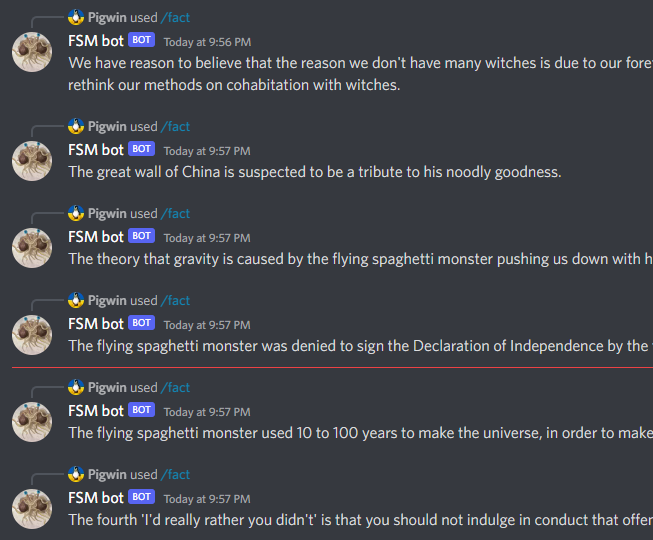 Pigwin used /fact
FSM bot BOT Today at 9:56 PM
We have reason to believe that the reason we don't have many witches is due to our fore
rethink our methods on cohabitation with witches.
Pigwin used /fact
FSM bot BOT Today at 9:57 PM
The great wall of China is suspected to be a tribute to his noodly goodness.
Pigwin used /fact
FSM bot BOT Today at 9:57 PM
The theory that gravity is caused by the flying spaghetti monster pushing us down with h
Pigwin used /fact
FSM bot BOT Today at 9:57 PM
The flying spaghetti monster was denied to sign the Declaration of Independence by the
Pigwin used /fact
FSM bot BOT Today at 9:57 PM
The flying spaghetti monster used 10 to 100 years to make the universe, in order to make
Pigwin used /fact
FSM bot BOT Today at 9:57 PM
The fourth 'I'd really rather you didn't' is that you should not indulge in conduct that offer